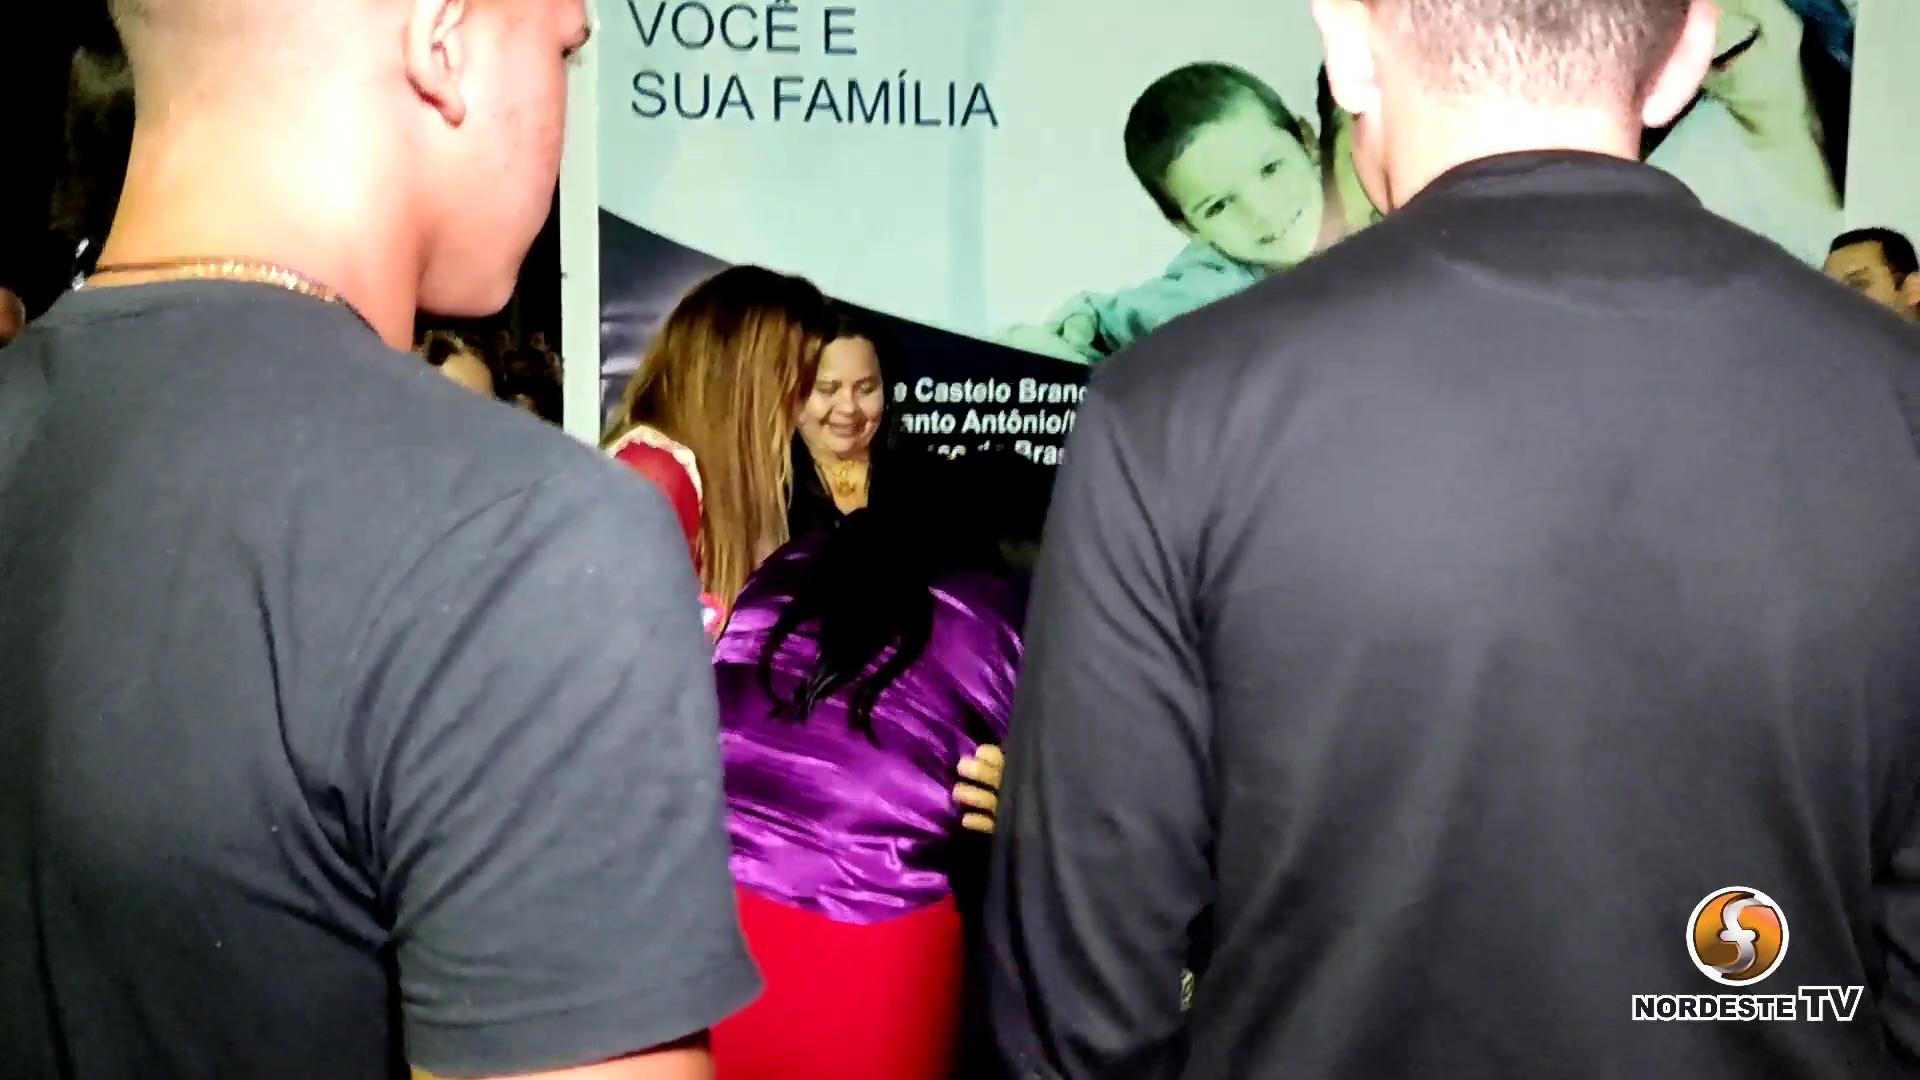 VOCÊ E
SUA FAMÍLIA
e Castelo Branc
anto Antônio/
NORDESTE TV